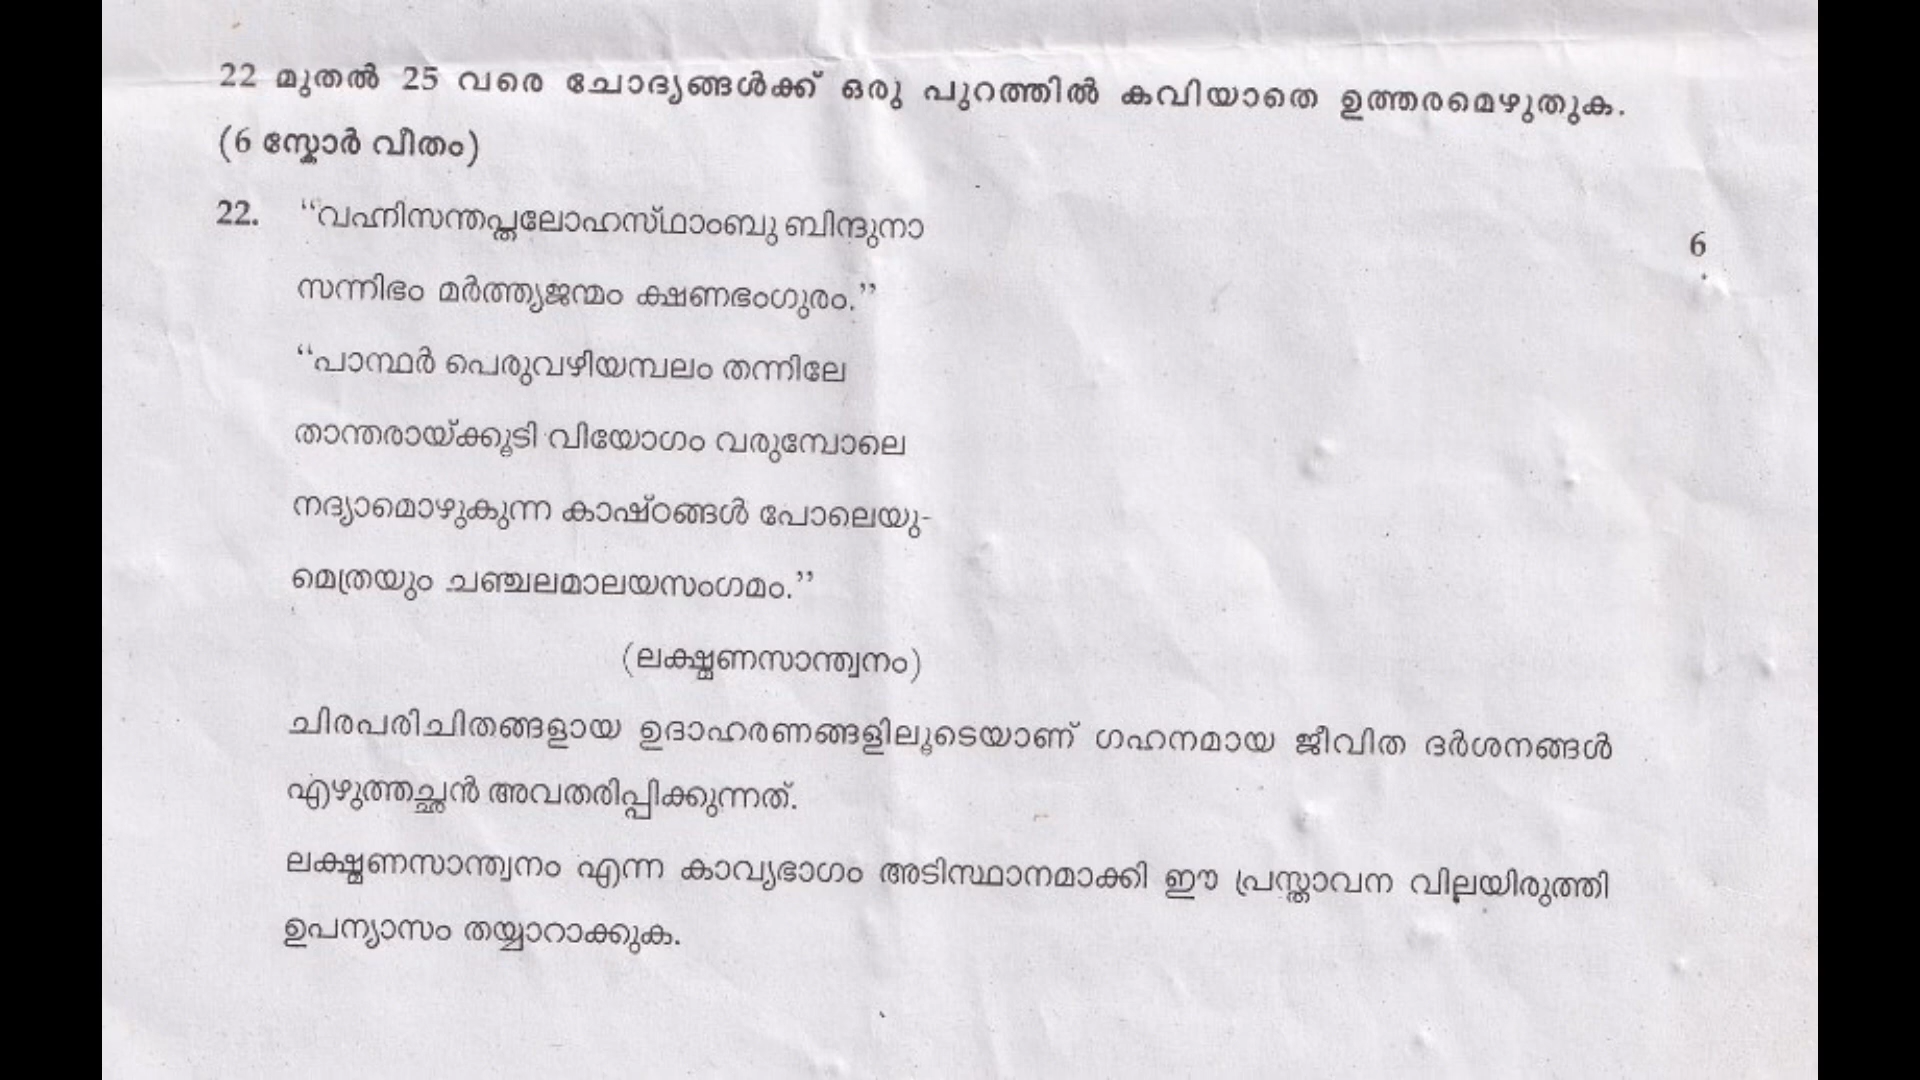 22 മുതൽ 25 വരെ ചോദ്യങ്ങൾക്ക് ഒരു പുറത്തിൽ കവിയാതെ ഉത്തരമെഴുതുക.
(6 സ്കോർ വീതം)
22. “വഹ്നിസന്തപ്തലോഹസ്ഥാംബു ബിന്ദുനാ
6
സന്നിഭം മർത്ത്യജന്മം ക്ഷണഭംഗുരം.”
“പാന്ഥർ പെരുവഴിയമ്പലം തന്നിലേ
താന്തരായ്ക്കൂടി വിയോഗം വരുമ്പോലെ
നദ്യാമൊഴുകുന്ന കാഷ്ഠങ്ങൾ പോലെയു-
മെത്രയും ചഞ്ചലമാലയസംഗമം.”
(ലക്ഷ്മണസാന്ത്വനം)
ചിരപരിചിതങ്ങളായ ഉദാഹരണങ്ങളിലൂടെയാണ് ഗഹനമായ ജീവിത ദർശനങ്ങൾ
എഴുത്തച്ഛൻ അവതരിപ്പിക്കുന്നത്.
ലക്ഷ്മണസാന്ത്വനം എന്ന കാവ്യഭാഗം അടിസ്ഥാനമാക്കി ഈ പ്രസ്താവന വിലയിരുത്തി
ഉപന്യാസം തയ്യാറാക്കുക.